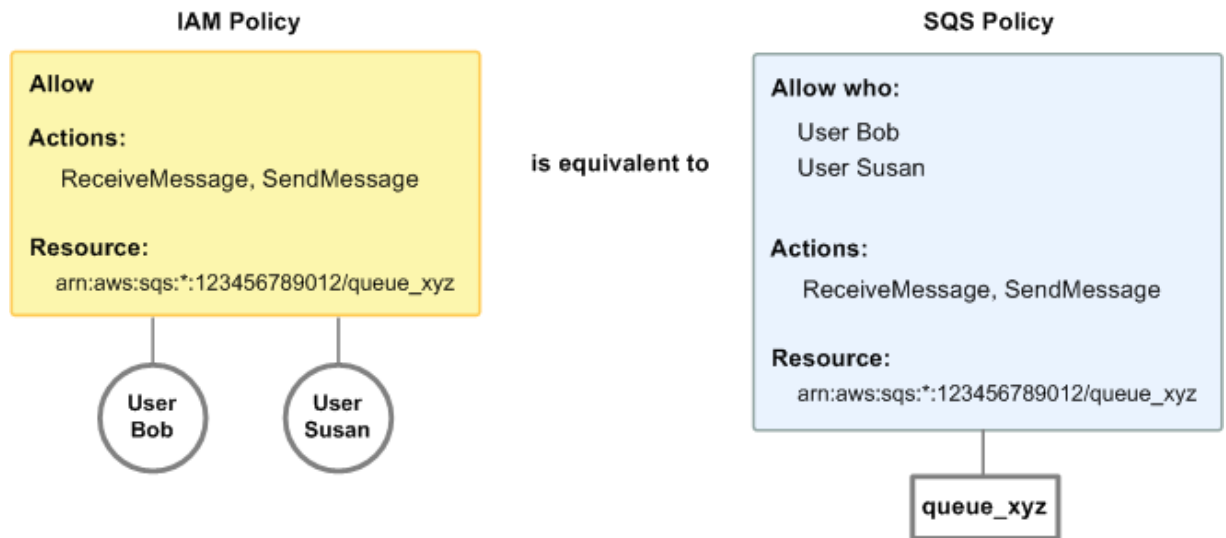 IAM Policy
Allow
Actions:
ReceiveMessage, SendMessage
Resource:
arn:aws:sqs:*:123456789012/queue_xyz
User
Bob
User
Susan
is equivalent to
SQS Policy
Allow who:
User Bob
User Susan
Actions:
ReceiveMessage, SendMessage
Resource:
arn:aws:sqs:*:123456789012/queue_xyz
queue_xyz